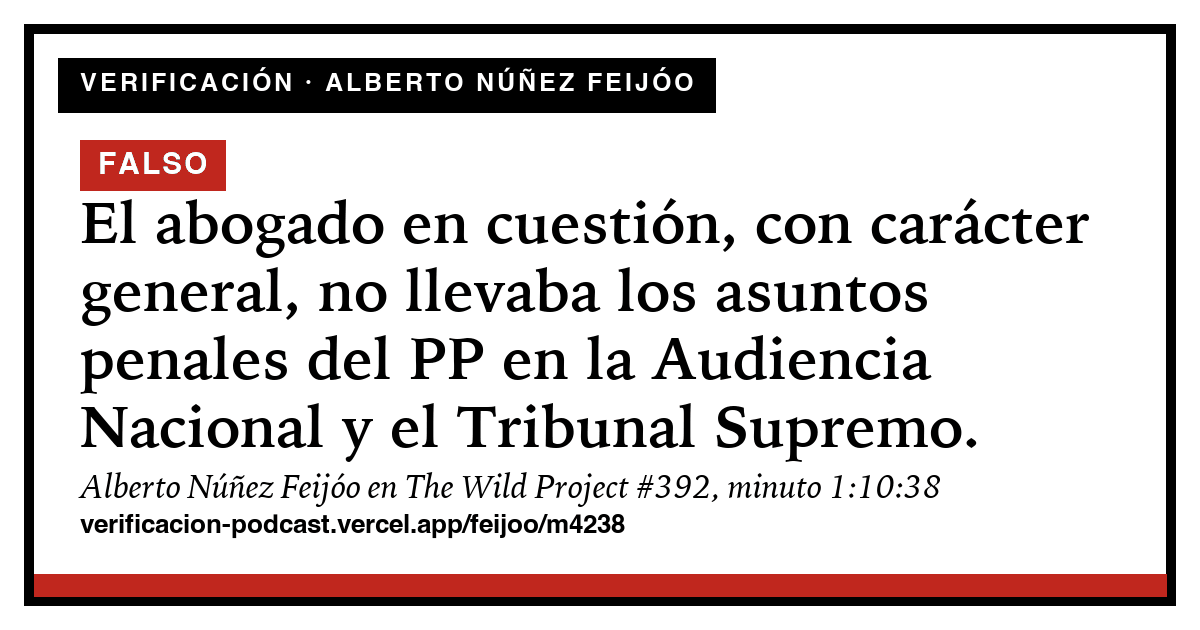 VERIFICACIÓN · ALBERTO NÚÑEZ FEIJÓO
FALSO
El abogado en cuestión, con carácter
general, no llevaba los asuntos
penales del PP en la Audiencia
Nacional y el Tribunal Supremo.
Alberto Núñez Feijóo en The Wild Project #392, minuto 1:10:38
verificacion-podcast.vercel.app/feijoo/m4238